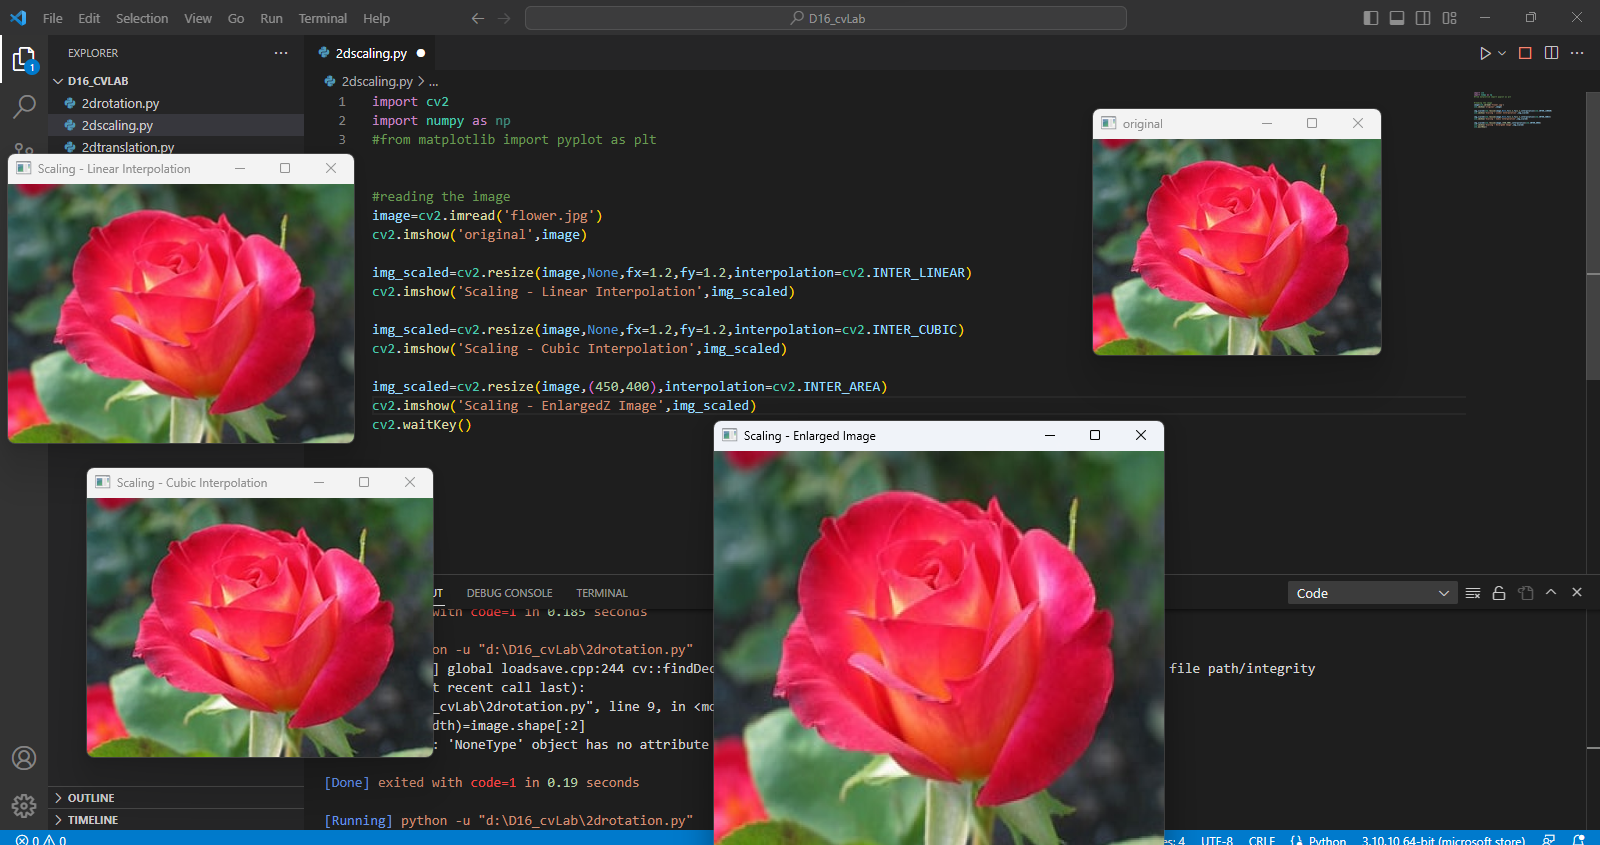 File Edit Selection View Go Run Terminal Help
D16_cvLab
EXPLORER
1
D16_CVLAB
2drotation.py
2dscaling.py
2dtranslation.py
2dscaling.py
2dscaling.py > ...
1 import cv2
2 import numpy as np
3 #from matplotlib import pyplot as plt
#reading the image
image=cv2.imread('flower.jpg')
cv2.imshow('original',image)
img_scaled=cv2.resize(image,None,fx=1.2,fy=1.2,interpolation=cv2.INTER_LINEAR)
cv2.imshow('Scaling - Linear Interpolation',img_scaled)
img_scaled=cv2.resize(image,None,fx=1.2,fy=1.2,interpolation=cv2.INTER_CUBIC)
cv2.imshow('Scaling - Cubic Interpolation',img_scaled)
img_scaled=cv2.resize(image,(450,400),interpolation=cv2.INTER_AREA)
cv2.imshow('Scaling - EnlargedZ Image',img_scaled)
cv2.waitKey()
original
Scaling - Linear Interpolation
Scaling - Cubic Interpolation
Scaling - Enlarged Image
UT DEBUG CONSOLE TERMINAL
Code
with code=1 in 0.185 seconds
on -u "d:\D16_cvLab\2drotation.py"
] global loadsave.cpp:244 cv::findDec file path/integrity
t recent call last):
_cvLab\2drotation.py", line 9, in <mo
dth)=image.shape[:2]
: 'NoneType' object has no attribute
[Done] exited with code=1 in 0.19 seconds
[Running] python -u "d:\D16_cvLab\2drotation.py"
OUTLINE
TIMELINE
0 0
es: 4 UTF-8 CRLF Python 3.10.10 64-bit (microsoft store)